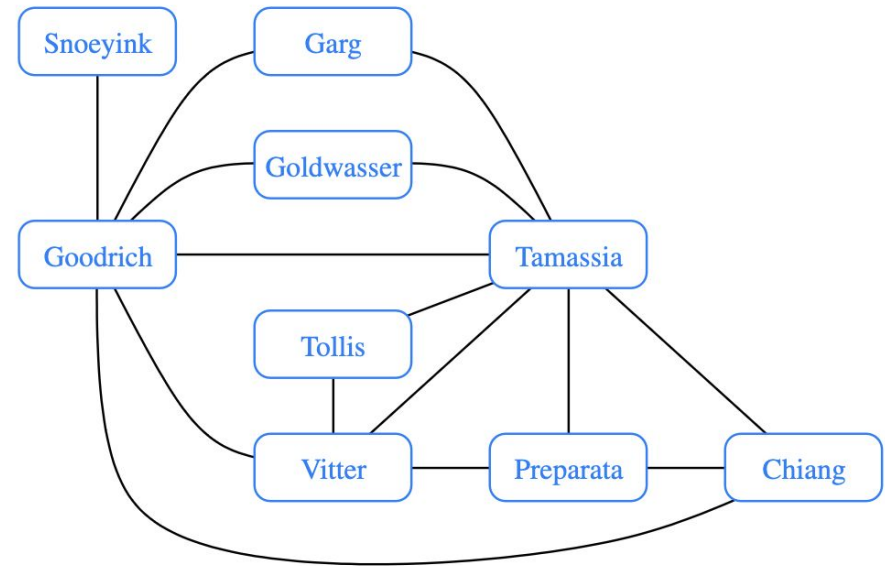 Snoeyink
Garg
Goldwasser
Goodrich
Tamassia
Tollis
Vitter
Preparata
Chiang